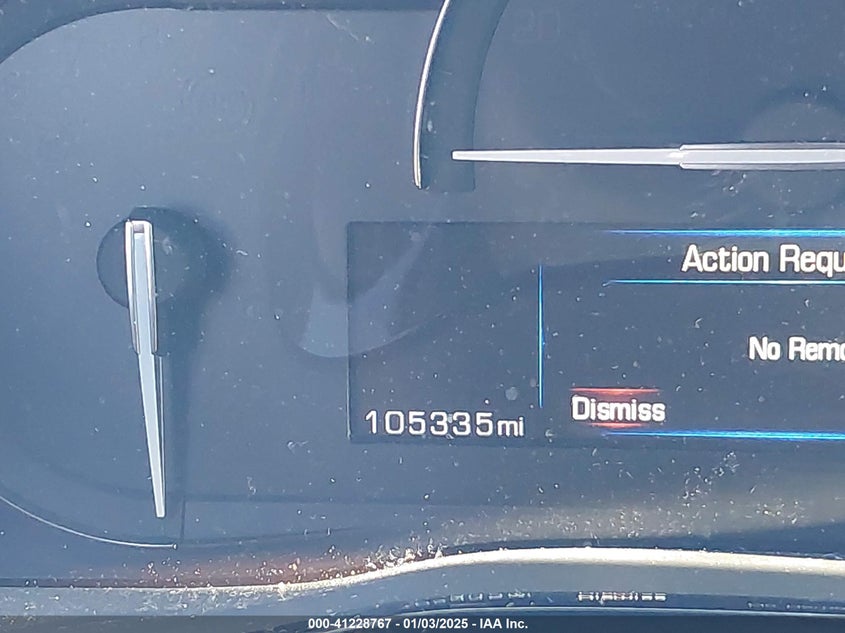 Action Requ
No Remo
105335mi
Dismiss
000-41228767 - 01/03/2025 - IAA Inc.